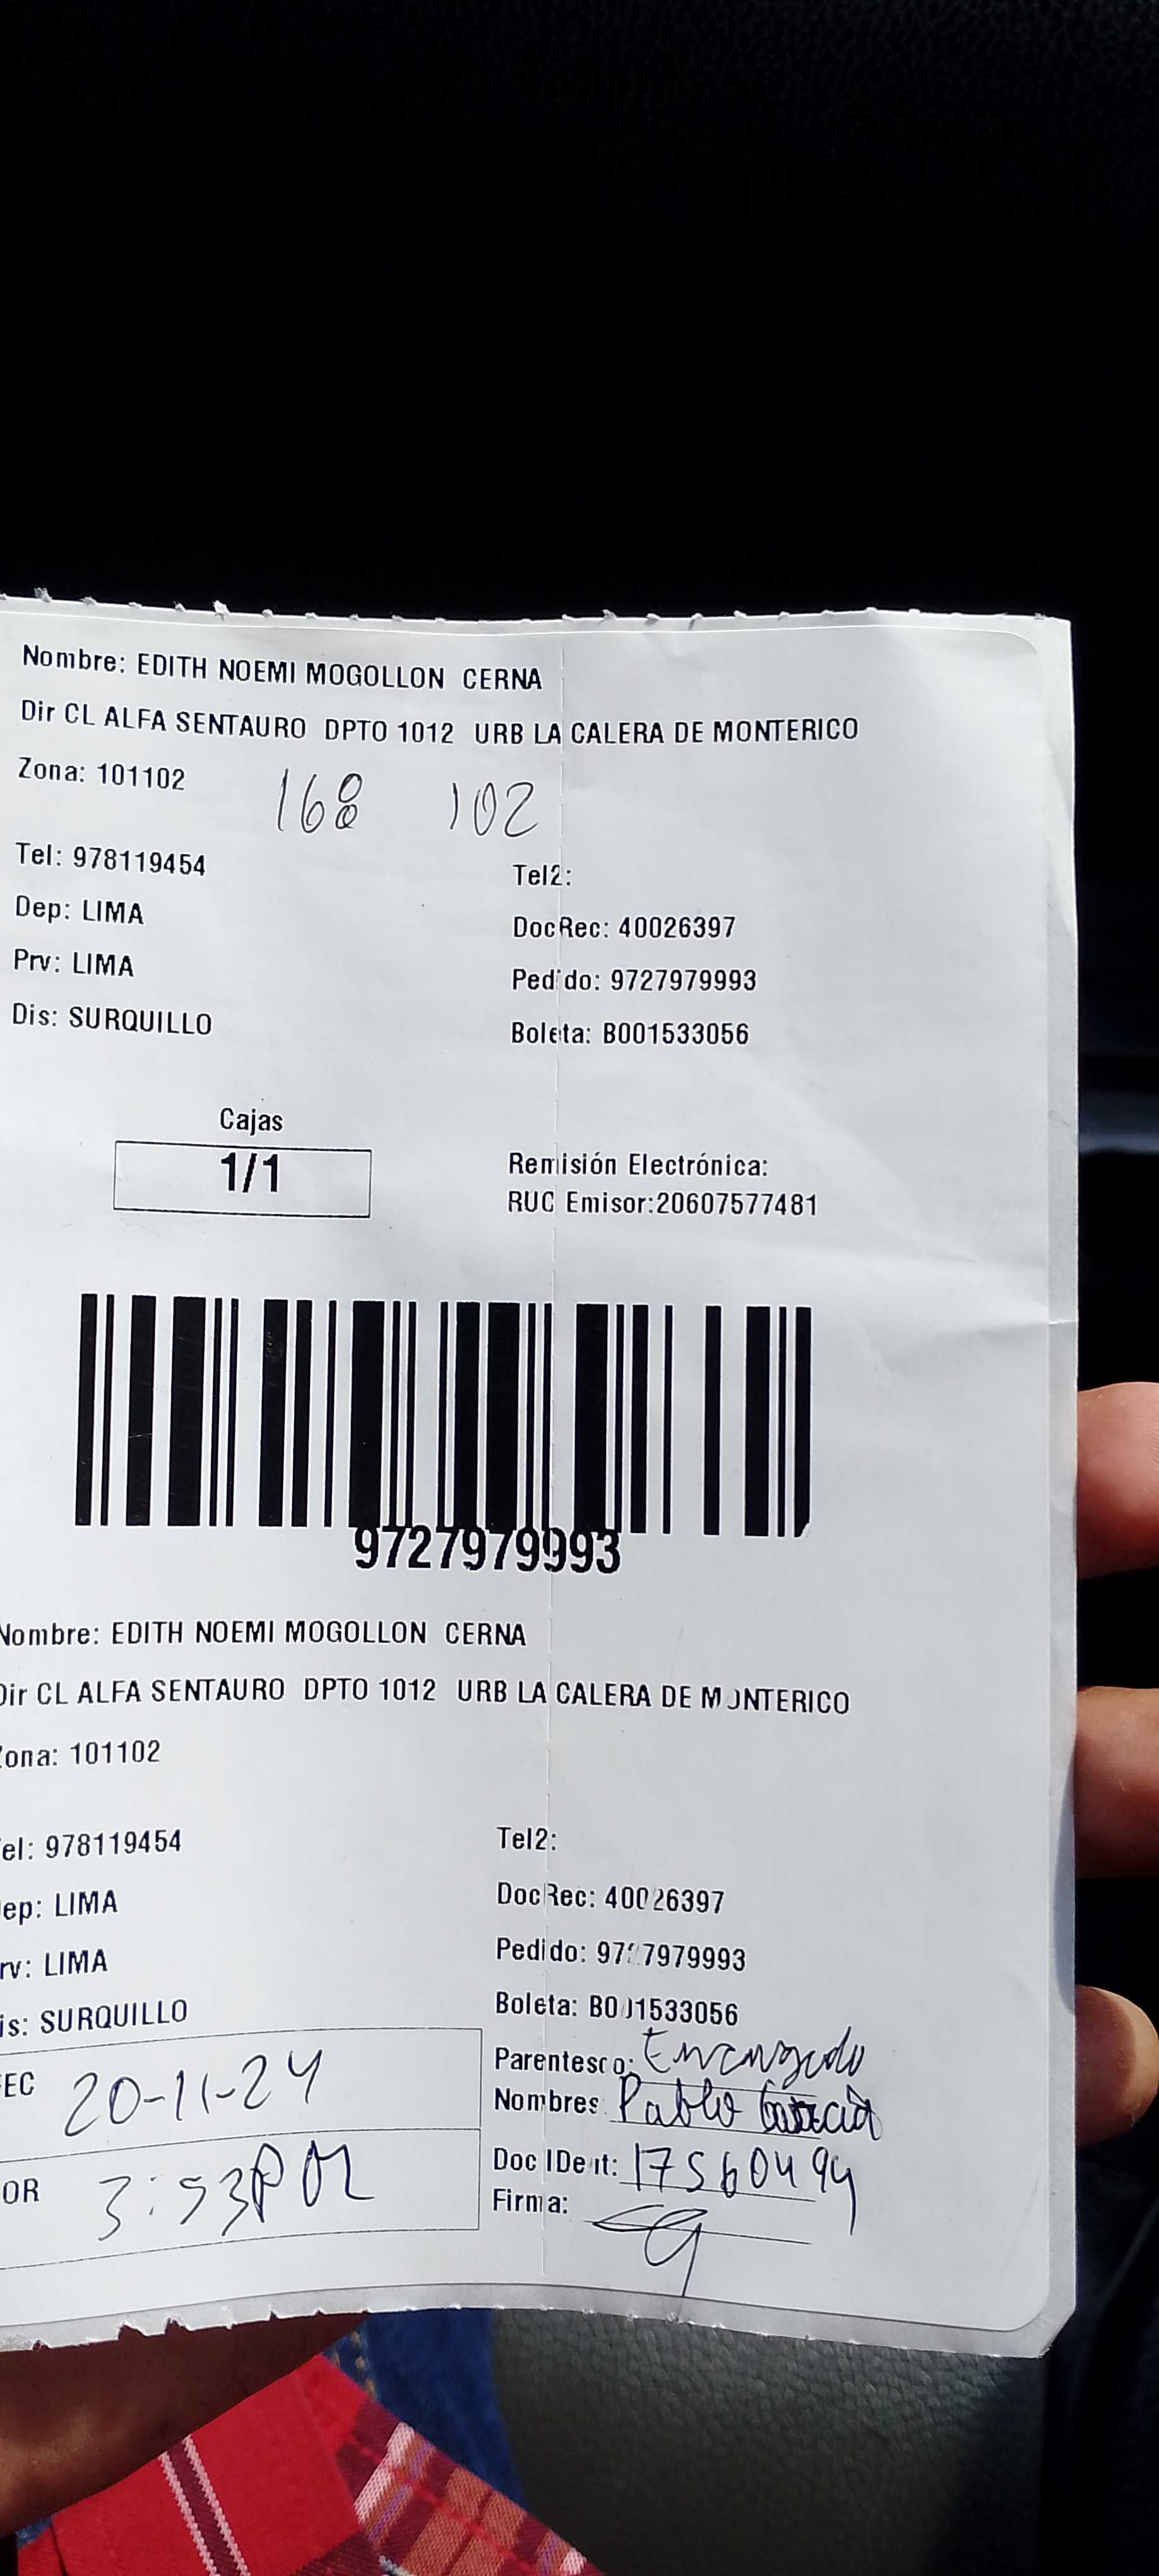 Nombre: EDITH NOEMI MOGOLLON CERNA
Dir CL ALFA SENTAURO DPTO 1012 URB LA CALERA DE MONTERICO
Zona: 101102 168 102
Tel: 978119454 Tel2:
Dep: LIMA DocRec: 40026397
Prv: LIMA Pedido: 9727979993
Dis: SURQUILLO Boleta: B001533056
Cajas
1/1
Remisión Electrónica:
RUC Emisor:20607577481
9727979993
Nombre: EDITH NOEMI MOGOLLON CERNA
Dir CL ALFA SENTAURO DPTO 1012 URB LA CALERA DE MONTERICO
Zona: 101102
Tel: 978119454 Tel2:
Dep: LIMA DocRec: 40026397
Prv: LIMA Pedido: 9727979993
Dis: SURQUILLO Boleta: B001533056
FEC 20-11-24 Parentesco: Encargado
Nombres Pablo Garcia
OR 3:53PM Doc IDent: 17560494
Firma: